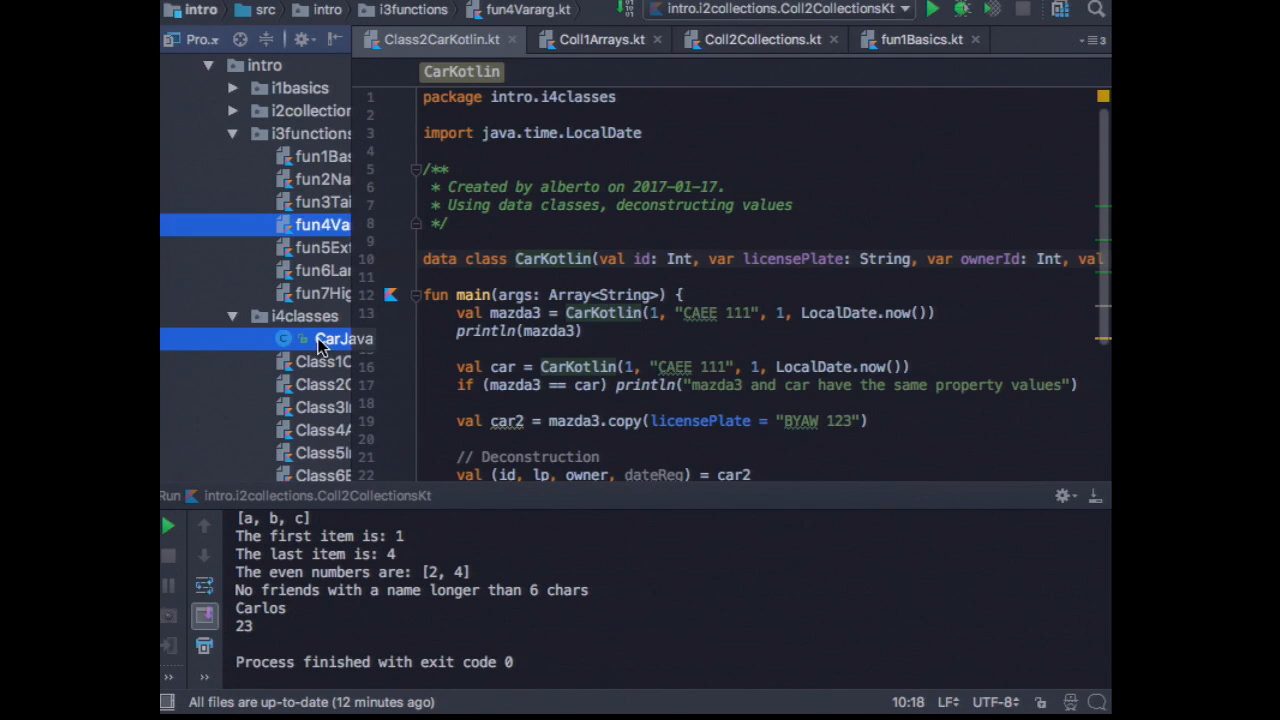 intro src intro i3functions fun4Vararg.kt intro.i2collections.Coll2CollectionsKt
Pro... Class2CarKotlin.kt Coll1Arrays.kt Coll2Collections.kt fun1Basics.kt 3
intro
i1basics
i2collection
i3functions
fun1Bas
fun2Na
fun3Tai
fun4Va
fun5Ext
fun6Lan
fun7Hig
i4classes
CarJava
Class1C
Class2C
Class3In
Class4A
Class5In
Class6E
CarKotlin
1 package intro.i4classes
2
3 import java.time.LocalDate
4
5 /**
6 * Created by alberto on 2017-01-17.
7 * Using data classes, deconstructing values
8 */
9
10 data class CarKotlin(val id: Int, var licensePlate: String, var ownerId: Int, val
11
12 fun main(args: Array<String>) {
13 val mazda3 = CarKotlin(1, "CAEE 111", 1, LocalDate.now())
println(mazda3)
16 val car = CarKotlin(1, "CAEE 111", 1, LocalDate.now())
17 if (mazda3 == car) println("mazda3 and car have the same property values")
18
19 val car2 = mazda3.copy(licensePlate = "BYAW 123")
20
21 // Deconstruction
22 val (id, lp, owner, dateReg) = car2
Run intro.i2collections.Coll2CollectionsKt
[a, b, c]
The first item is: 1
The last item is: 4
The even numbers are: [2, 4]
No friends with a name longer than 6 chars
Carlos
23
Process finished with exit code 0
All files are up-to-date (12 minutes ago) 10:18 LF UTF-8